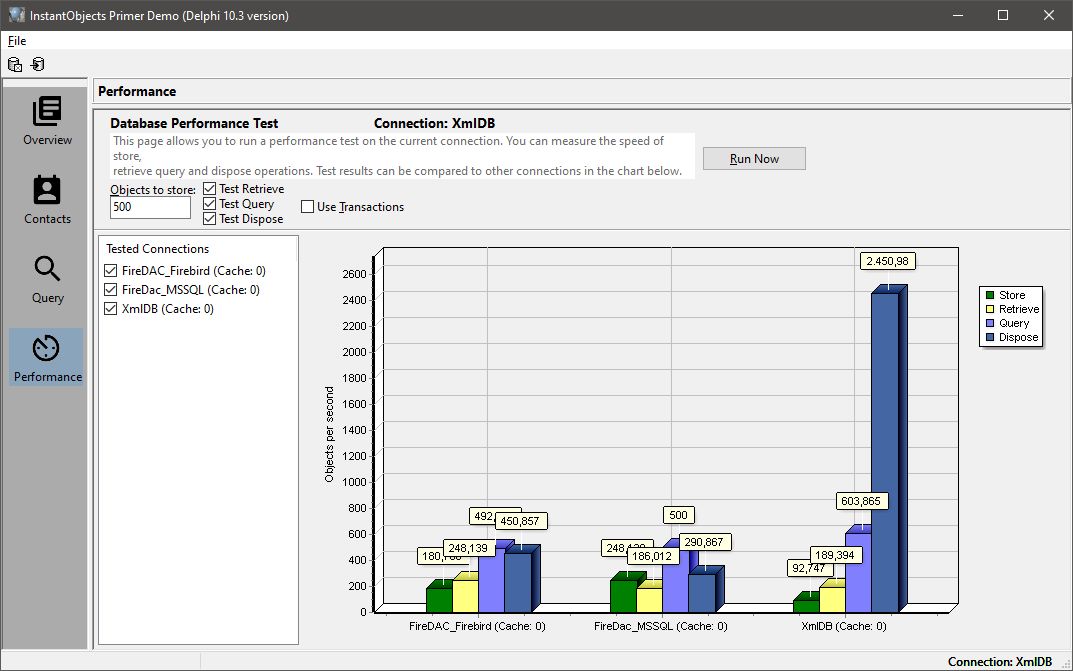 InstantObjects Primer Demo (Delphi 10.3 version)
File
Performance
Overview
Contacts
Query
Performance
Database Performance Test
Connection: XmlDB
This page allows you to run a performance test on the current connection. You can measure the speed of
store,
retrieve query and dispose operations. Test results can be compared to other connections in the chart below.
Run Now
Objects to store:
500
Test Retrieve
Test Query
Test Dispose
Use Transactions
Tested Connections
FireDAC_Firebird (Cache: 0)
FireDac_MSSQL (Cache: 0)
XmlDB (Cache: 0)
Objects per second
2600
2400
2200
2000
1800
1600
1400
1200
1000
800
600
400
200
0
248,139
450,857
500
186,012
290,867
92,747
189,394
603,865
2.450,98
FireDAC_Firebird (Cache: 0)
FireDac_MSSQL (Cache: 0)
XmlDB (Cache: 0)
Store
Retrieve
Query
Dispose
Connection: XmlDB